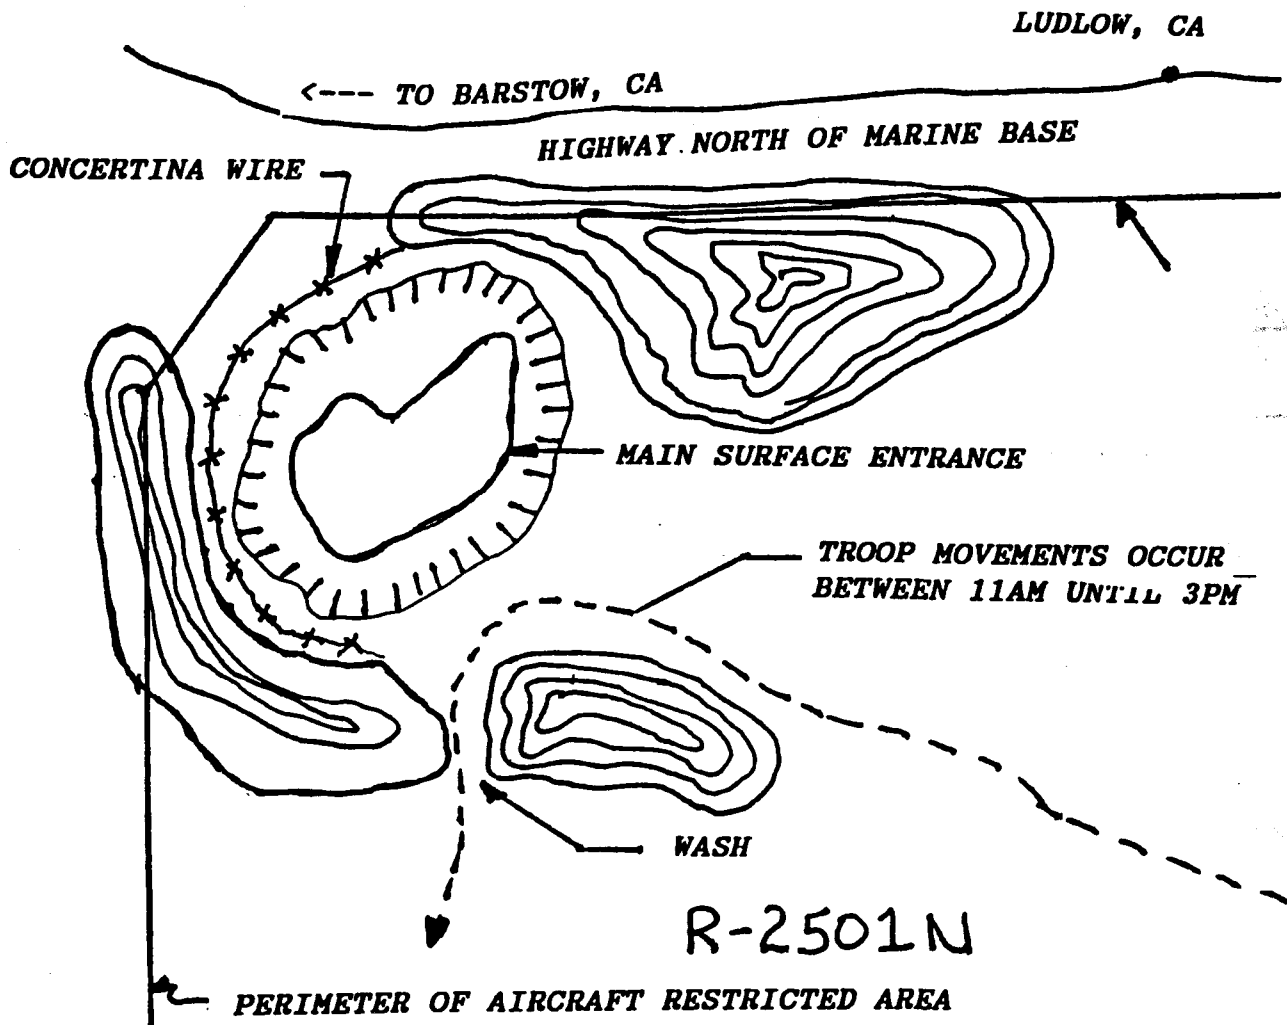 LUDLOW, CA
<--- TO BARSTOW, CA
HIGHWAY NORTH OF MARINE BASE
CONCERTINA WIRE
MAIN SURFACE ENTRANCE
TROOP MOVEMENTS OCCUR
BETWEEN 11AM UNTIL 3PM
WASH
R-2501N
PERIMETER OF AIRCRAFT RESTRICTED AREA